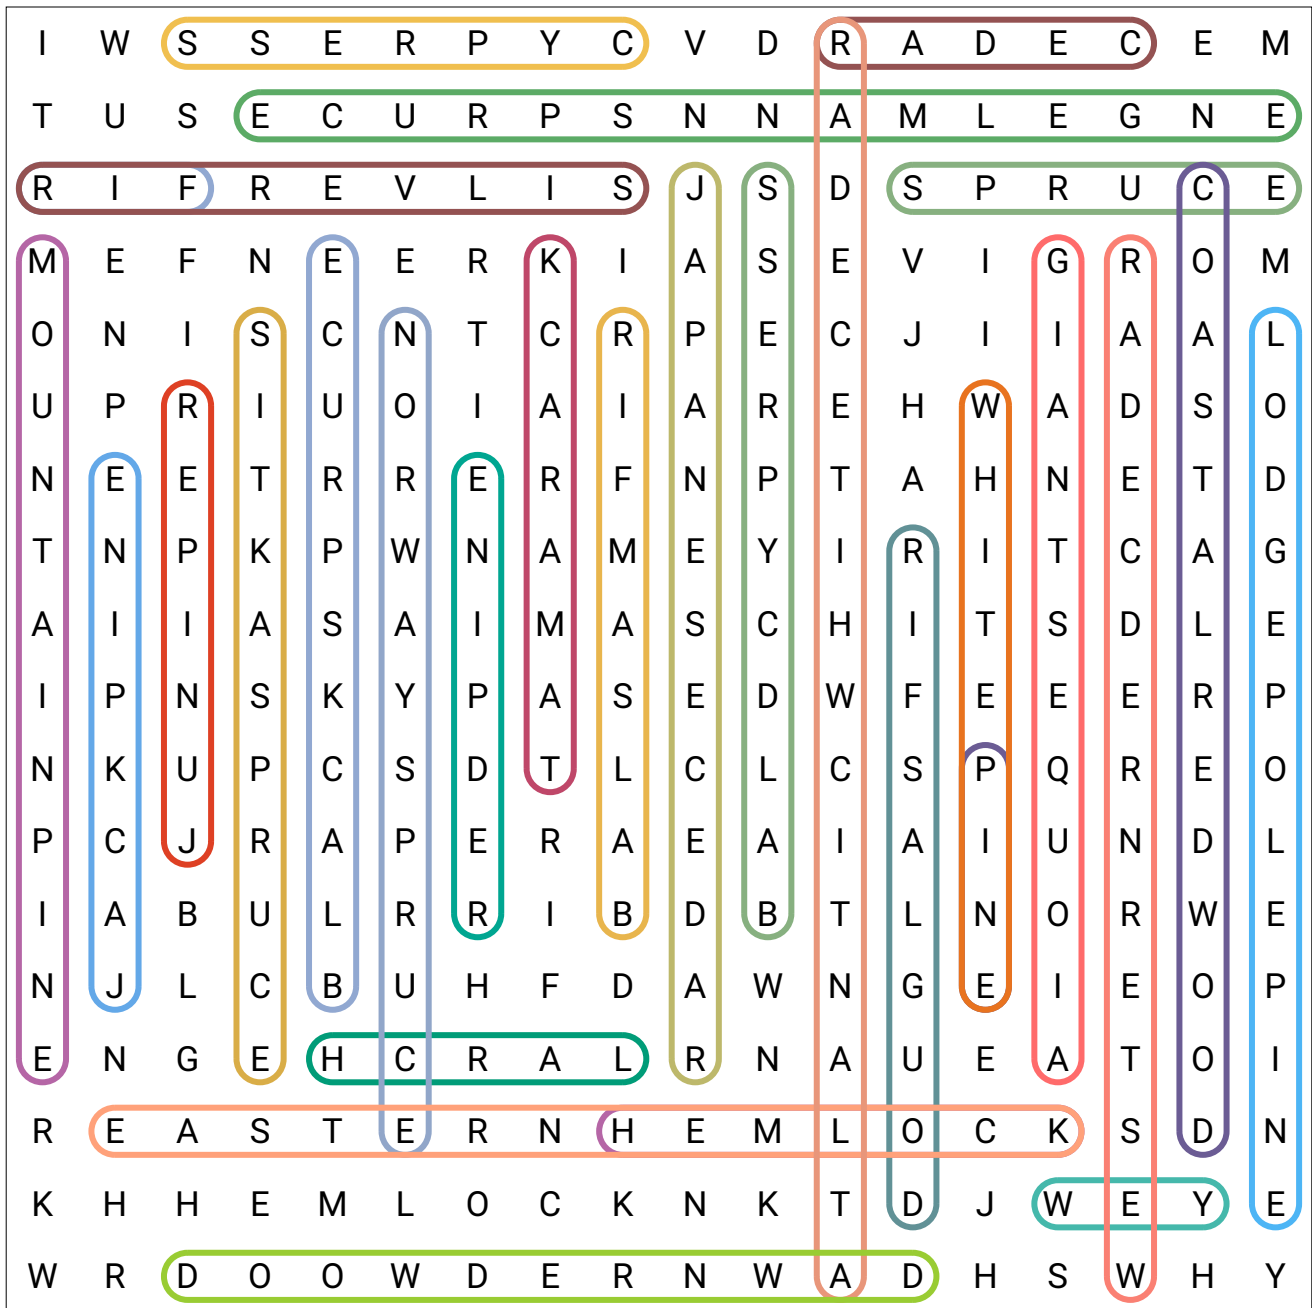 I W S S E R P Y C V D R A D E C E M
T U S E C U R P S N N A M L E G N E
R I F R E V L I S J S D S P R U C E
M E F N E E R K I A S E V I G R O M
O N I S C N T C R P E C J I I A A L
U P R I U O I A I A R E H W A D S O
N E E T R R E R F N P T A H N E T D
T N P K P W N A M E Y I R I T C A G
A I I A S A I M A S C H I T S D L E
I P N S K Y P A S E D W F E E E R P
N K U P C S D T L C L C S P Q R E O
P C J R A P E R A E A I A I U N D L
I A B U L R R I B D B T L N O R W E
N J L C B U H F D A W N G E I E O P
E N G E H C R A L R N A U E A T O I
R E A S T E R N H E M L O C K S D N
K H H E M L O C K N K T D J W E Y E
W R D O O W D E R N W A D H S W H Y